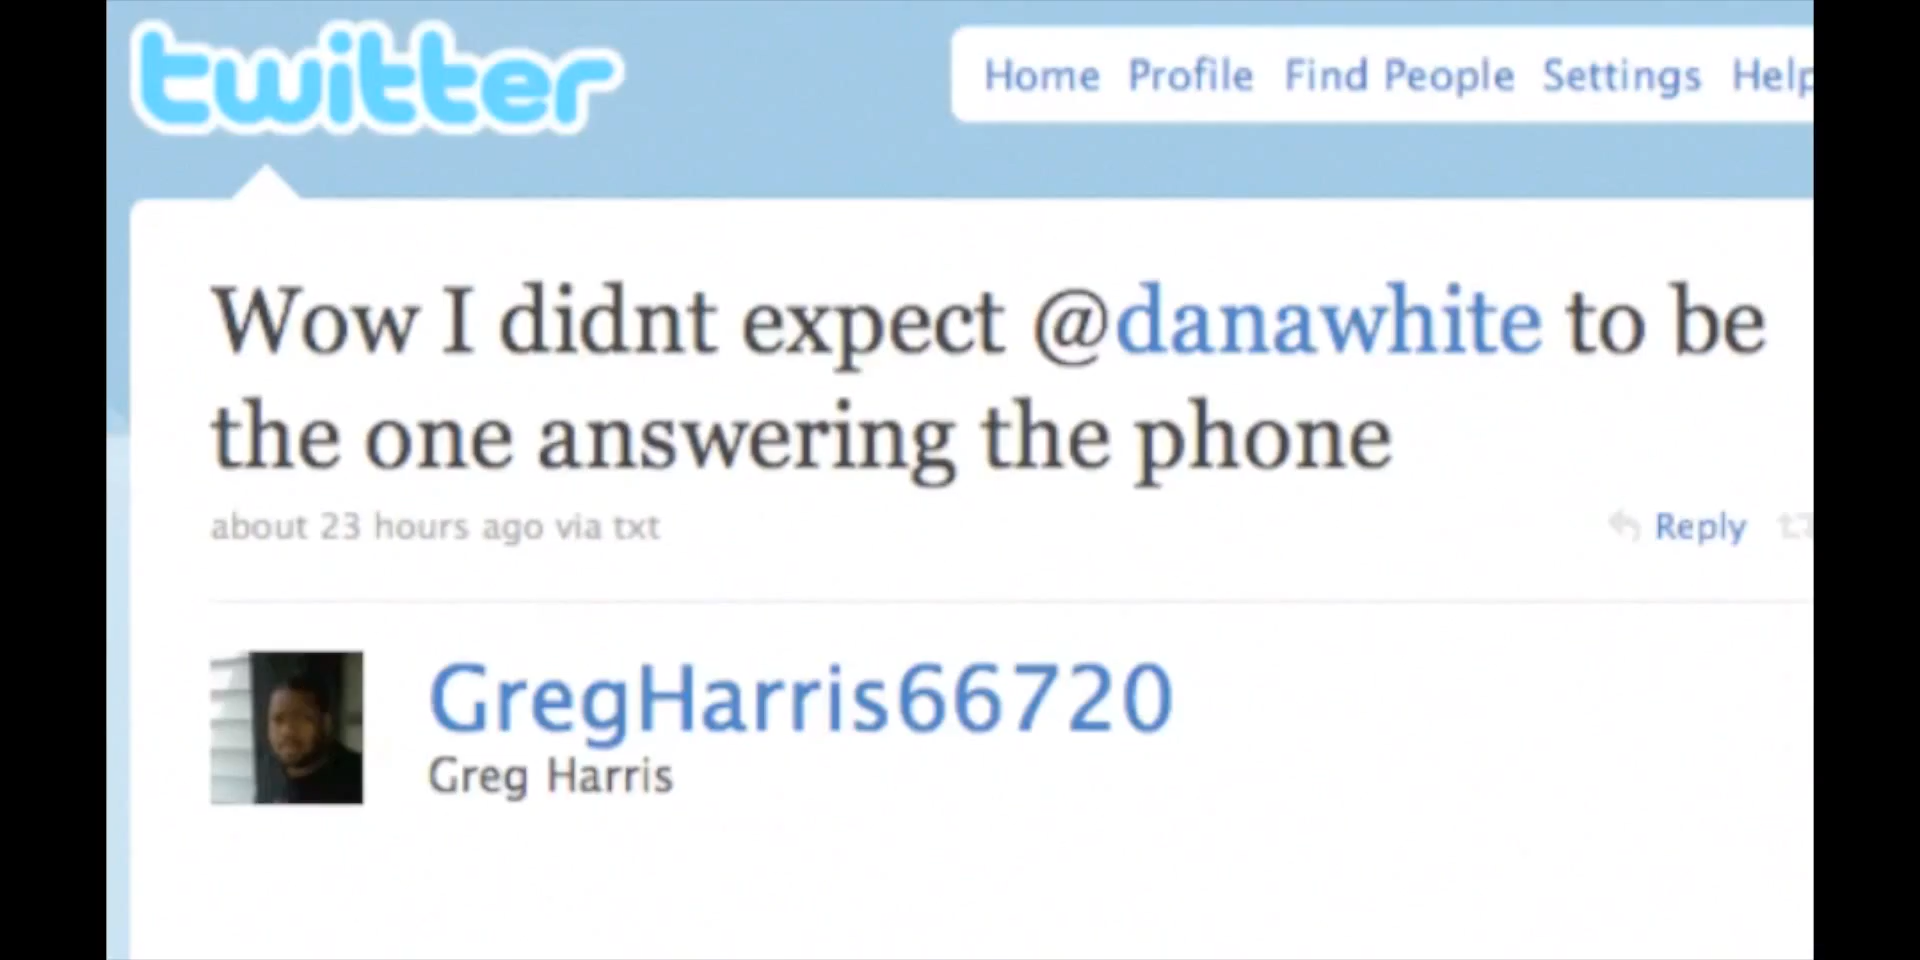 twitter
Home Profile Find People Settings Help
Wow I didnt expect @danawhite to be
the one answering the phone
about 23 hours ago via txt
Reply
GregHarris66720
Greg Harris